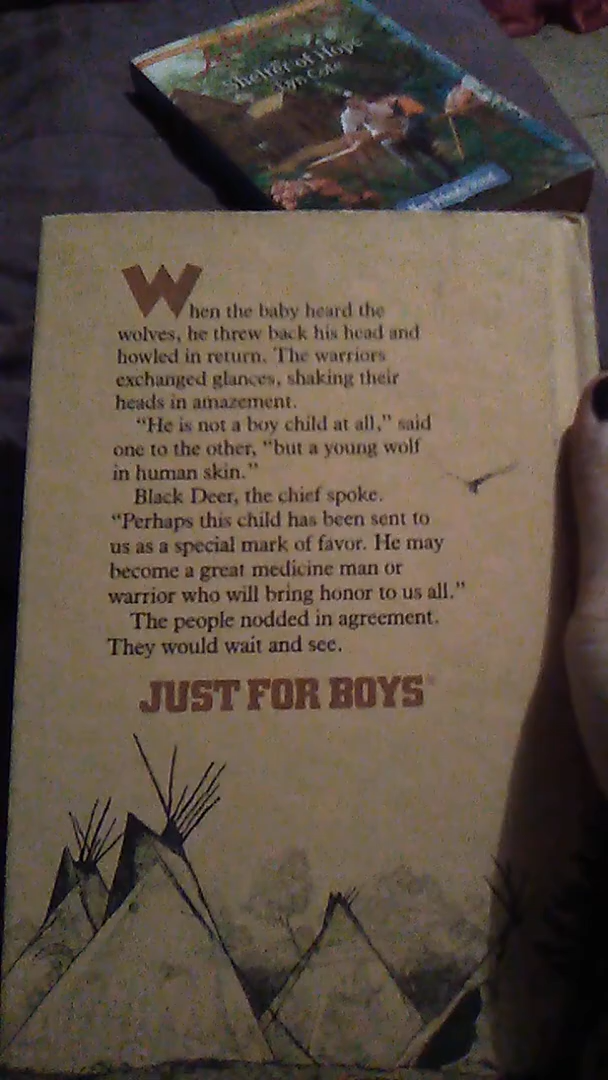 Shelter of Hope
Lyn Cote
When the baby heard the
wolves, he threw back his head and
howled in return. The warriors
exchanged glances, shaking their
heads in amazement.
"He is not a boy child at all," said
one to the other, "but a young wolf
in human skin."
Black Deer, the chief spoke.
"Perhaps this child has been sent to
us as a special mark of favor. He may
become a great medicine man or
warrior who will bring honor to us all."
The people nodded in agreement.
They would wait and see.
JUST FOR BOYS®